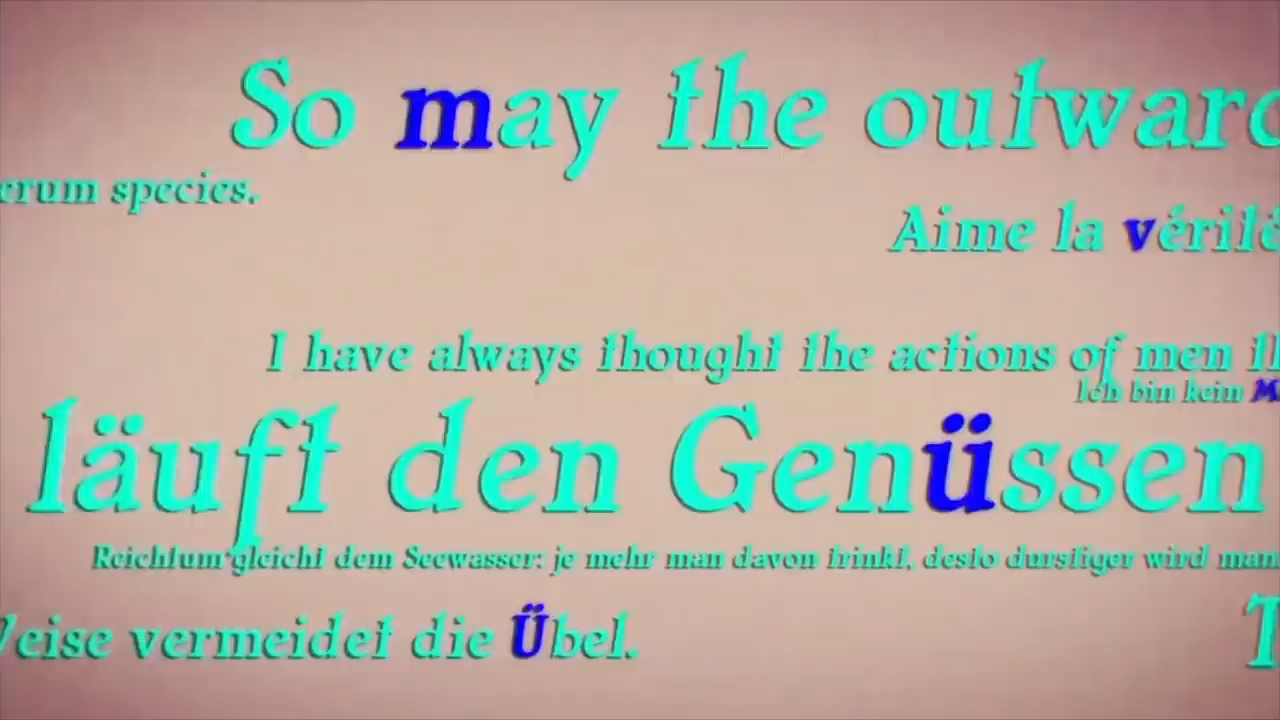 So may the outward
erum species.
Aime la vérité
I have always thought the actions of men
Ich bin kein
läuft den Genüssen
Reichtum gleicht dem Seewasser: je mehr man davon trinkt, desto durstiger wird man
Weise vermeidet die Übel.